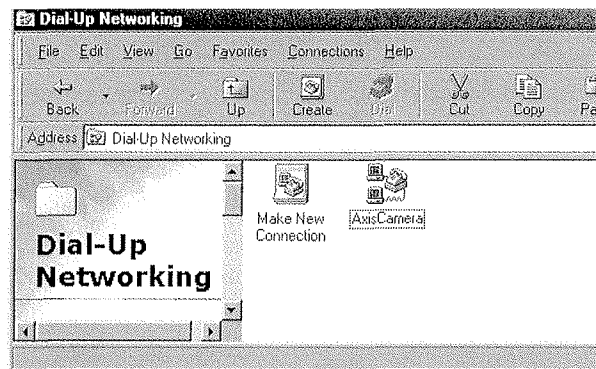 Dial-Up Networking
File Edit View Go Favorites Connections Help
Back Forward Up Create Dial Cut Copy Pa
Address Dial-Up Networking
Dial-Up
Networking
Make New
Connection
AxisCamera